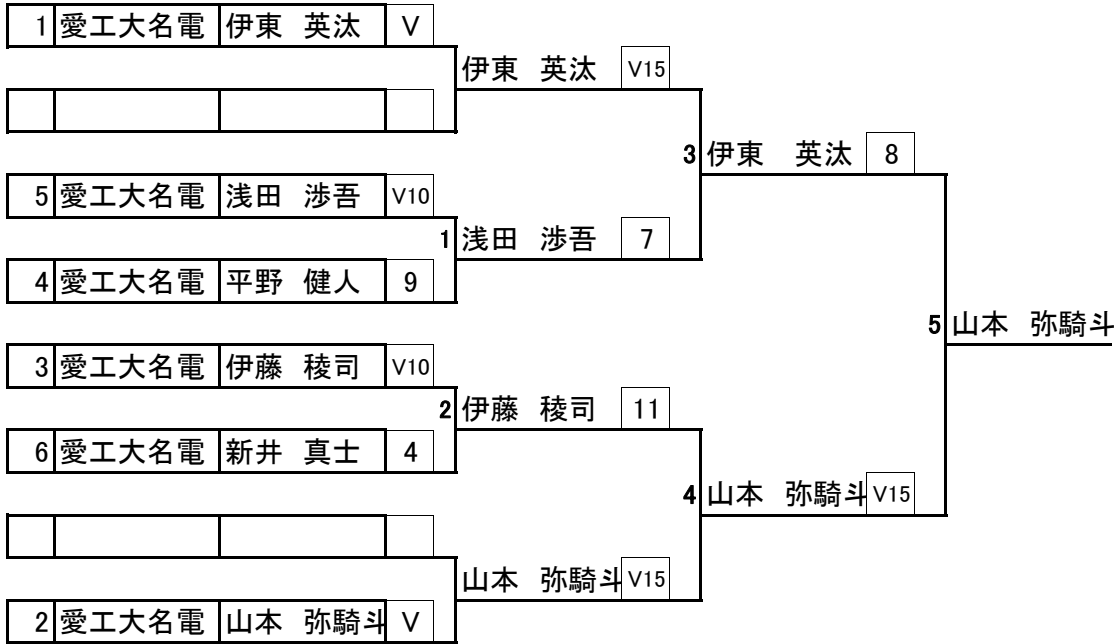 1 愛工大名電 伊東 英汰 V
伊東 英汰 V15
3 伊東 英汰 8
5 愛工大名電 浅田 渉吾 V10
1 浅田 渉吾 7
4 愛工大名電 平野 健人 9
5 山本 弥騎斗
3 愛工大名電 伊藤 稜司 V10
2 伊藤 稜司 11
6 愛工大名電 新井 真士 4
4 山本 弥騎斗 V15
山本 弥騎斗 V15
2 愛工大名電 山本 弥騎斗 V